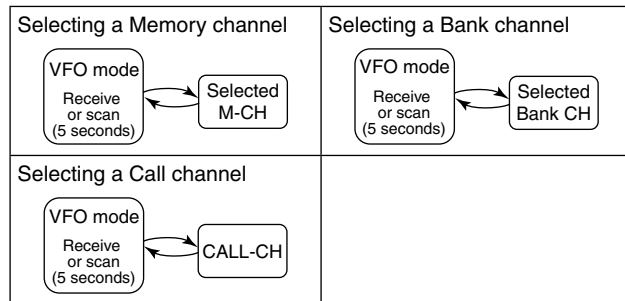 Selecting a Memory channel
VFO mode
Receive
or scan
(5 seconds)
Selected
M-CH
Selecting a Bank channel
VFO mode
Receive
or scan
(5 seconds)
Selected
Bank CH
Selecting a Call channel
VFO mode
Receive
or scan
(5 seconds)
CALL-CH